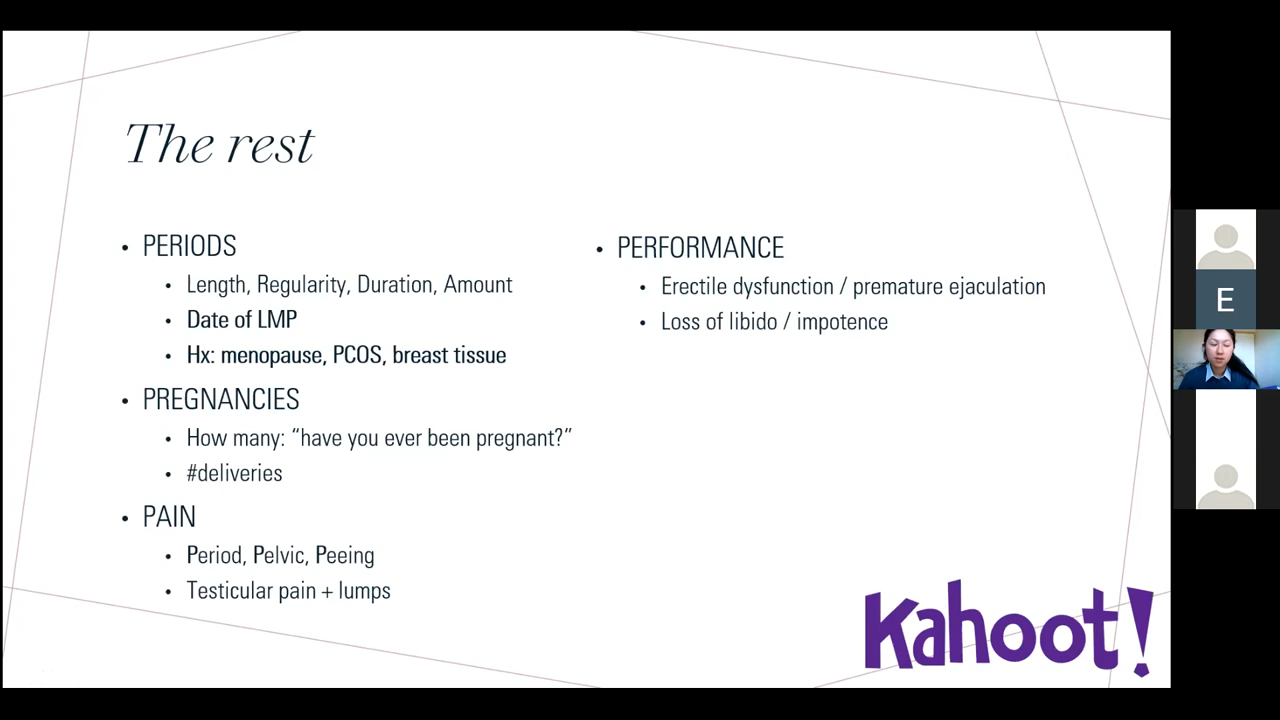 The rest
PERIODS
Length, Regularity, Duration, Amount
Date of LMP
Hx: menopause, PCOS, breast tissue
PREGNANCIES
How many: “have you ever been pregnant?”
#deliveries
PAIN
Period, Pelvic, Peeing
Testicular pain + lumps
PERFORMANCE
Erectile dysfunction / premature ejaculation
Loss of libido / impotence
Kahoot!
E